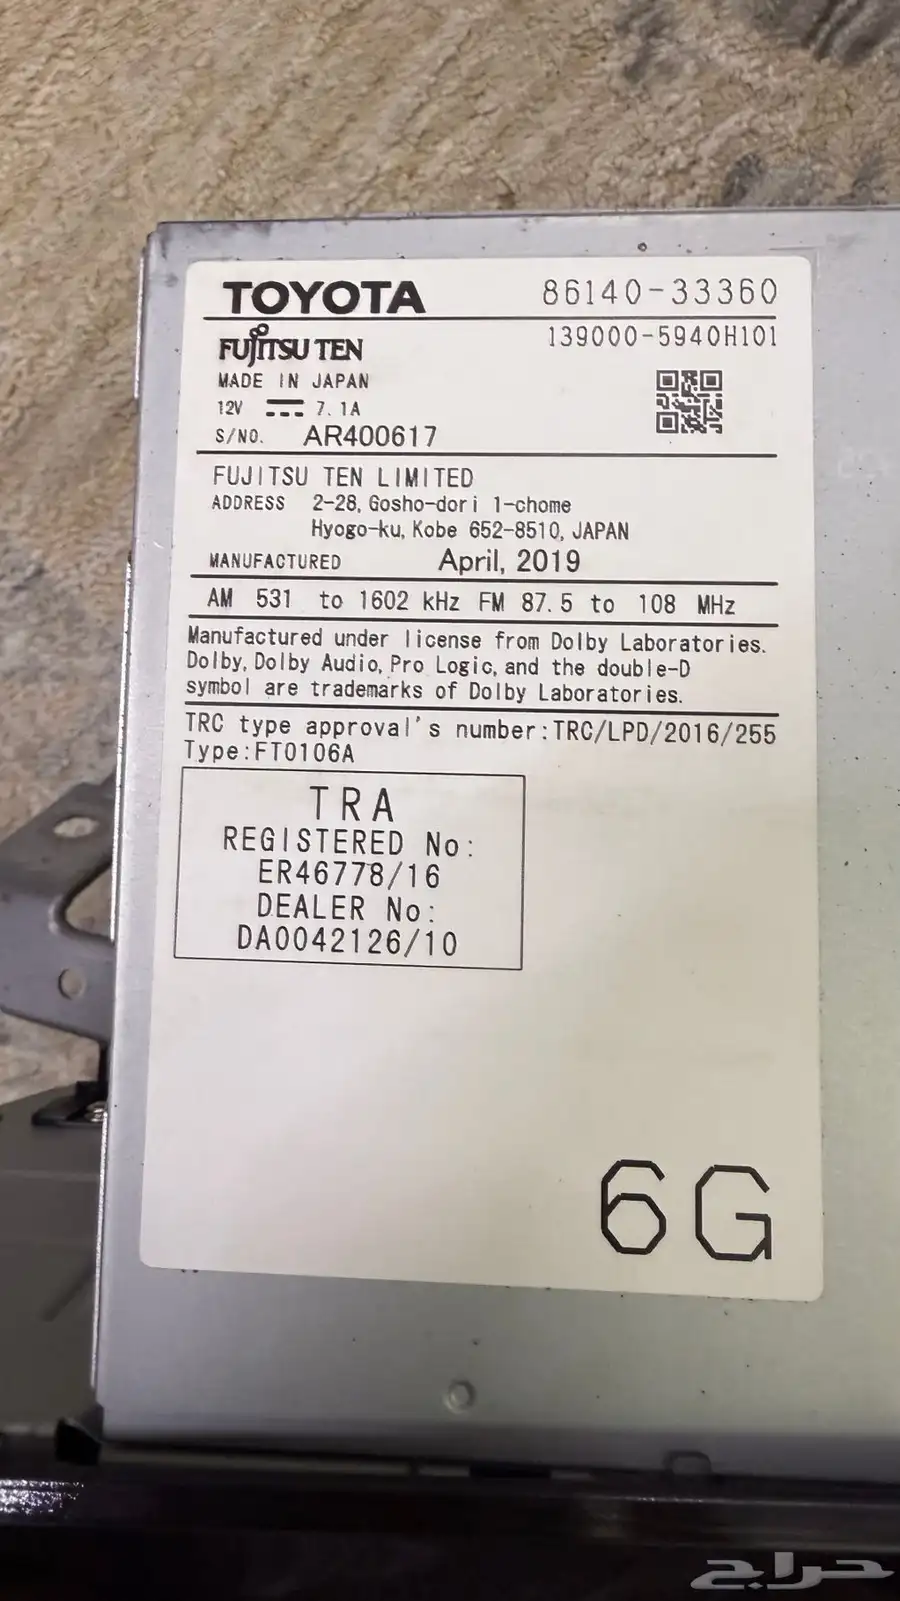 TOYOTA 86140-33360
FUJITSU TEN 139000-5940H101
MADE IN JAPAN
12V 7.1A
S/NO. AR400617
FUJITSU TEN LIMITED
ADDRESS 2-28, Gosho-dori 1-chome
Hyogo-ku, Kobe 652-8510, JAPAN
MANUFACTURED April, 2019
AM 531 to 1602 kHz FM 87.5 to 108 MHz
Manufactured under license from Dolby Laboratories.
Dolby, Dolby Audio, Pro Logic, and the double-D
symbol are trademarks of Dolby Laboratories.
TRC type approval's number:TRC/LPD/2016/255
Type:FT0106A
TRA
REGISTERED No:
ER46778/16
DEALER No:
DA0042126/10
6G
حراج